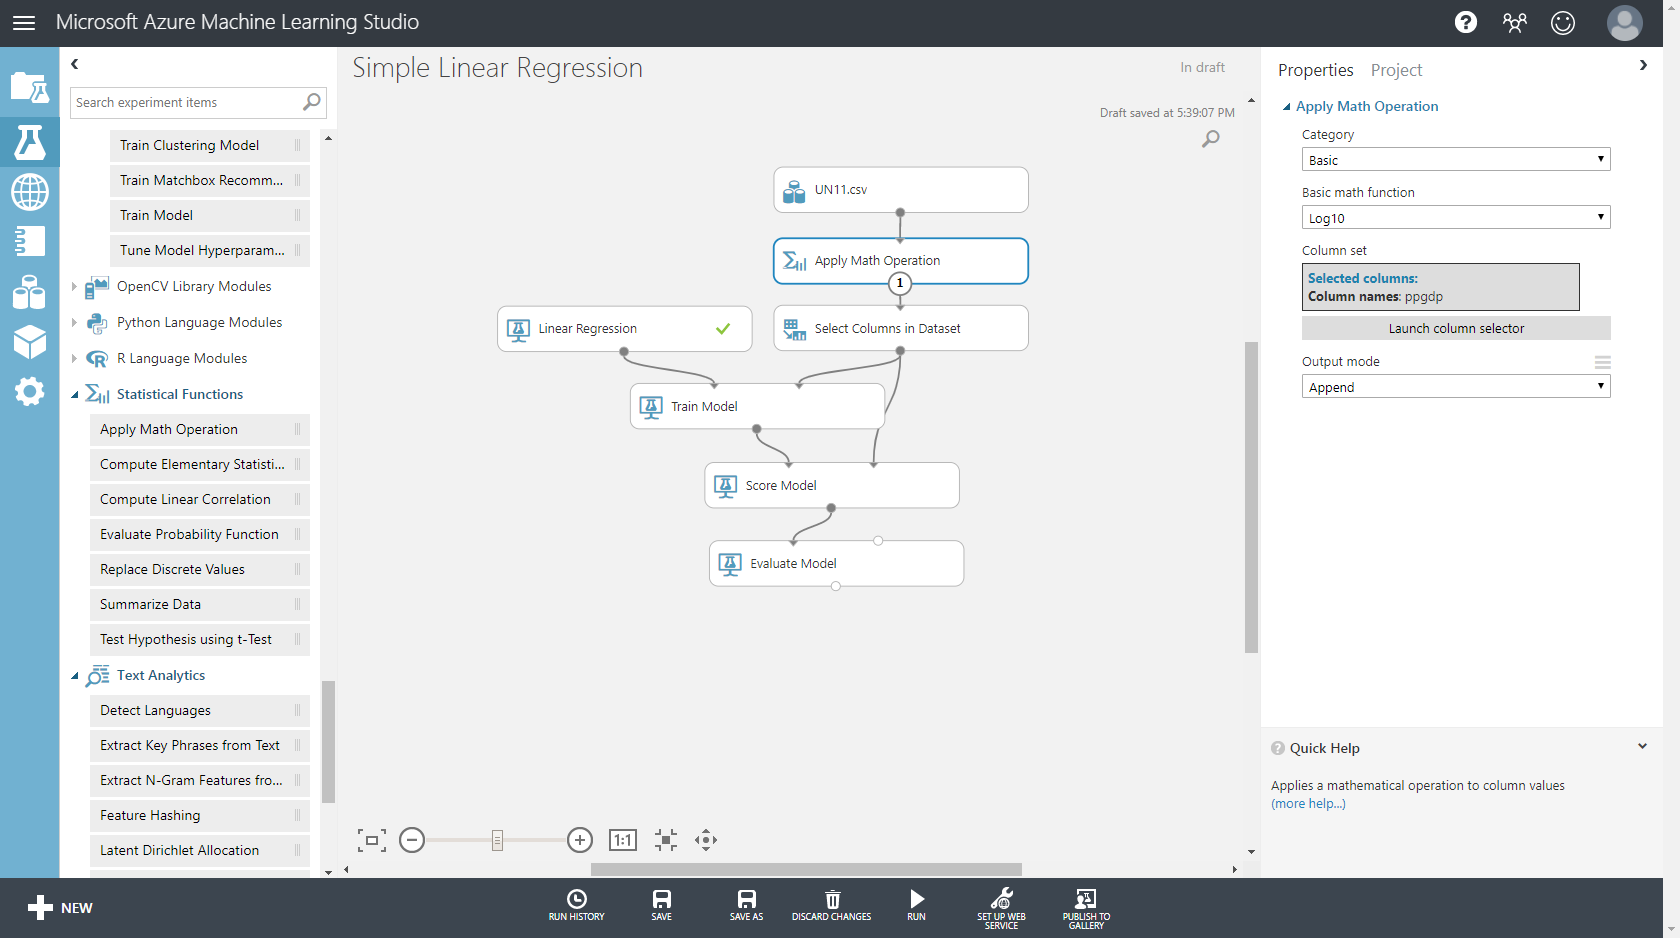 Microsoft Azure Machine Learning Studio
Search experiment items
Train Clustering Model
Train Matchbox Recomm...
Train Model
Tune Model Hyperparam...
OpenCV Library Modules
Python Language Modules
R Language Modules
Statistical Functions
Apply Math Operation
Compute Elementary Statisti...
Compute Linear Correlation
Evaluate Probability Function
Replace Discrete Values
Summarize Data
Test Hypothesis using t-Test
Text Analytics
Detect Languages
Extract Key Phrases from Text
Extract N-Gram Features fro...
Feature Hashing
Latent Dirichlet Allocation
Simple Linear Regression
In draft
Draft saved at 5:39:07 PM
UN11.csv
Apply Math Operation
1
Linear Regression
Select Columns in Dataset
Train Model
Score Model
Evaluate Model
1:1
Properties Project
Apply Math Operation
Category
Basic
Basic math function
Log10
Column set
Selected columns:
Column names: ppgdp
Launch column selector
Output mode
Append
Quick Help
Applies a mathematical operation to column values
(more help...)
NEW
RUN HISTORY
SAVE
SAVE AS
DISCARD CHANGES
RUN
SET UP WEB
SERVICE
PUBLISH TO
GALLERY